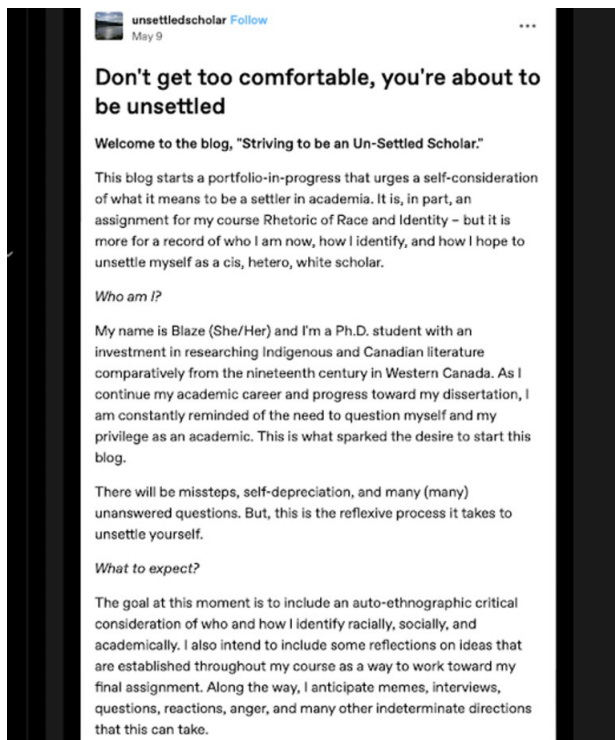 unsettledscholar Follow
May 9
Don't get too comfortable, you're about to
be unsettled
Welcome to the blog, "Striving to be an Un-Settled Scholar."
This blog starts a portfolio-in-progress that urges a self-consideration
of what it means to be a settler in academia. It is, in part, an
assignment for my course Rhetoric of Race and Identity – but it is
more for a record of who I am now, how I identify, and how I hope to
unsettle myself as a cis, hetero, white scholar.
Who am I?
My name is Blaze (She/Her) and I'm a Ph.D. student with an
investment in researching Indigenous and Canadian literature
comparatively from the nineteenth century in Western Canada. As I
continue my academic career and progress toward my dissertation, I
am constantly reminded of the need to question myself and my
privilege as an academic. This is what sparked the desire to start this
blog.
There will be missteps, self-depreciation, and many (many)
unanswered questions. But, this is the reflexive process it takes to
unsettle yourself.
What to expect?
The goal at this moment is to include an auto-ethnographic critical
consideration of who and how I identify racially, socially, and
academically. I also intend to include some reflections on ideas that
are established throughout my course as a way to work toward my
final assignment. Along the way, I anticipate memes, interviews,
questions, reactions, anger, and many other indeterminate directions
that this can take.